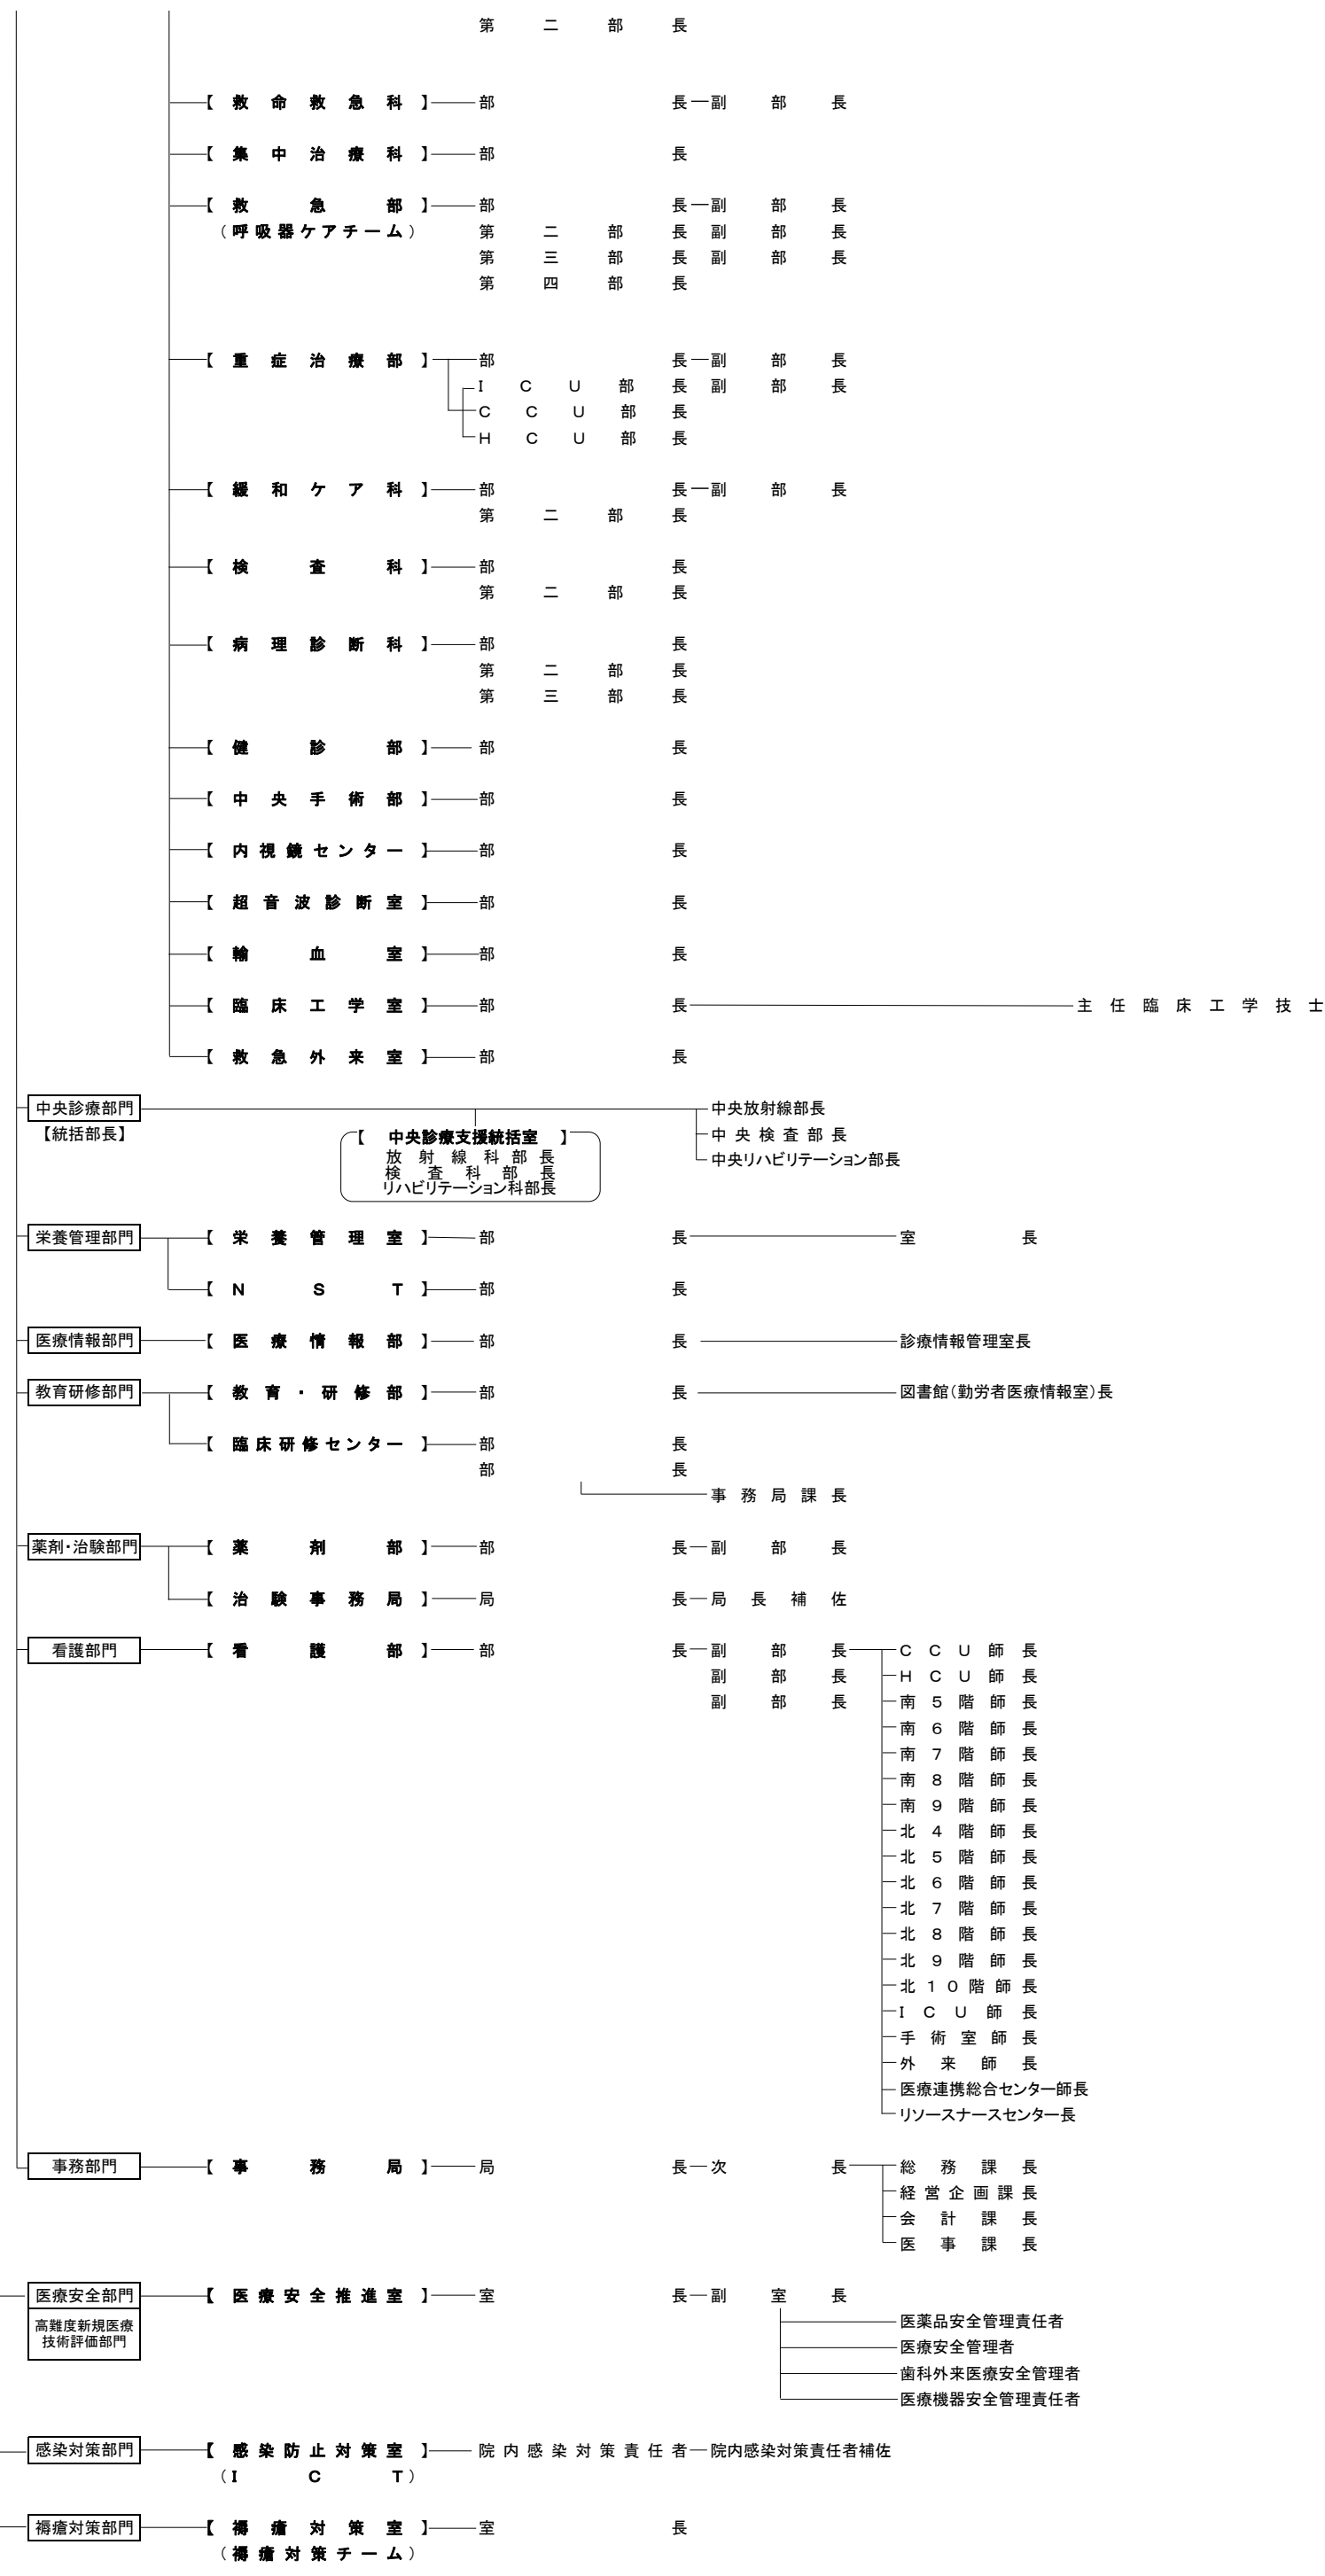 第二部長
【救命救急科】部長 副部長
【集中治療科】部長
【救急部】部長 副部長
（呼吸器ケアチーム） 第二部長 副部長
第三部長 副部長
第四部長
【重症治療部】部長 副部長
ＩＣＵ部長 副部長
ＣＣＵ部長
ＨＣＵ部長
【緩和ケア科】部長 副部長
第二部長
【検査科】部長
第二部長
【病理診断科】部長
第二部長
第三部長
【健診部】部長
【中央手術部】部長
【内視鏡センター】部長
【超音波診断室】部長
【輸血室】部長
【臨床工学室】部長 主任臨床工学技士
【救急外来室】部長
中央診療部門 中央放射線部長
【統括部長】 【中央診療支援統括室】 中央検査部長
放射線科部長 中央リハビリテーション部長
検査科部長
リハビリテーション科部長
栄養管理部門 【栄養管理室】部長 室長
【ＮＳＴ】部長
医療情報部門 【医療情報部】部長 診療情報管理室長
教育研修部門 【教育・研修部】部長 図書館（勤労者医療情報室）長
【臨床研修センター】部長
部長
事務局課長
薬剤・治験部門 【薬剤部】部長 副部長
【治験事務局】局長 局長補佐
看護部門 【看護部】部長 副部長 ＣＣＵ師長
副部長 ＨＣＵ師長
副部長 南５階師長
南６階師長
南７階師長
南８階師長
南９階師長
北４階師長
北５階師長
北６階師長
北７階師長
北８階師長
北９階師長
北１０階師長
ＩＣＵ師長
手術室師長
外来師長
医療連携総合センター師長
リソースナースセンター長
事務部門 【事務局】局長 次長 総務課長
経営企画課長
会計課長
医事課長
医療安全部門 【医療安全推進室】室長 副室長
高難度新規医療 医薬品安全管理責任者
技術評価部門 医療安全管理者
歯科外来医療安全管理者
医療機器安全管理責任者
感染対策部門 【感染防止対策室】院内感染対策責任者 院内感染対策責任者補佐
（ＩＣＴ）
褥瘡対策部門 【褥瘡対策室】室長
（褥瘡対策チーム）